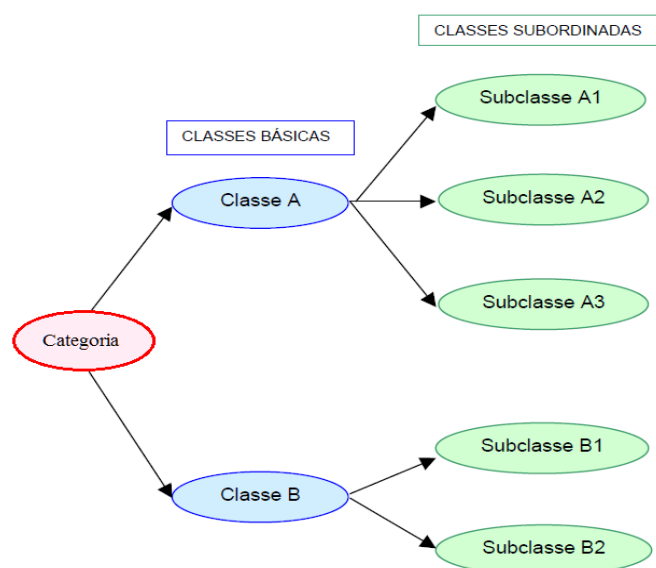 CLASSES SUBORDINADAS
Subclasse A1
CLASSES BÁSICAS
Classe A
Subclasse A2
Subclasse A3
Categoria
Subclasse B1
Classe B
Subclasse B2